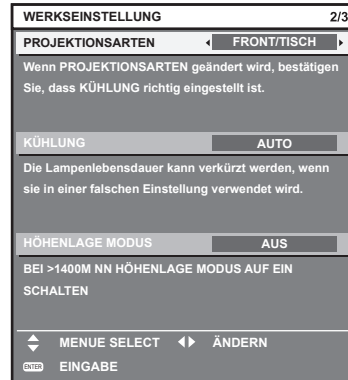 WERKSEINSTELLUNG 2/3
PROJEKTIONSARTEN FRONT/TISCH
Wenn PROJEKTIONSARTEN geändert wird, bestätigen
Sie, dass KÜHLUNG richtig eingestellt ist.
KÜHLUNG AUTO
Die Lampenlebensdauer kann verkürzt werden, wenn
sie in einer falschen Einstellung verwendet wird.
HÖHENLAGE MODUS AUS
BEI >1400M NN HÖHENLAGE MODUS AUF EIN
SCHALTEN
MENUE SELECT ÄNDERN
ENTER EINGABE